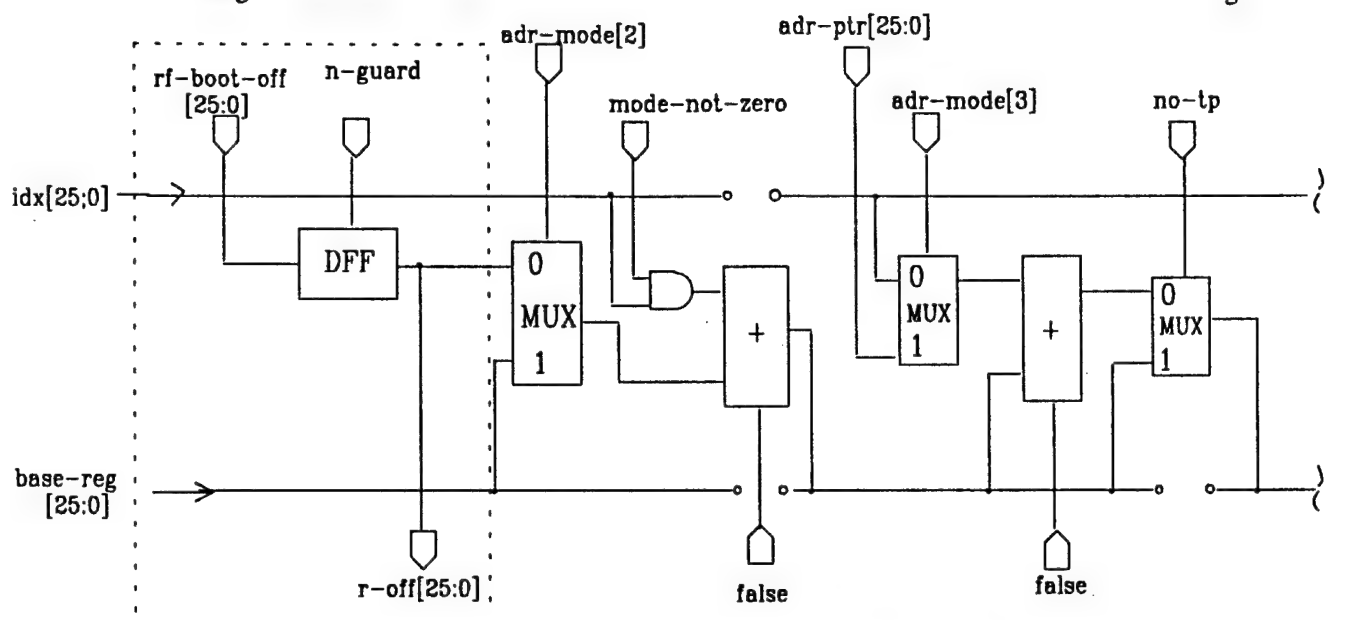 adr-mode[2]
adr-ptr[25:0]
rf-boot-off
[25:0]
n-guard
mode-not-zero
adr-mode[3]
no-tp
idx[25;0]
DFF
0
MUX
1
+
0
MUX
1
+
0
MUX
1
base-reg
[25:0]
r-off[25:0]
false
false